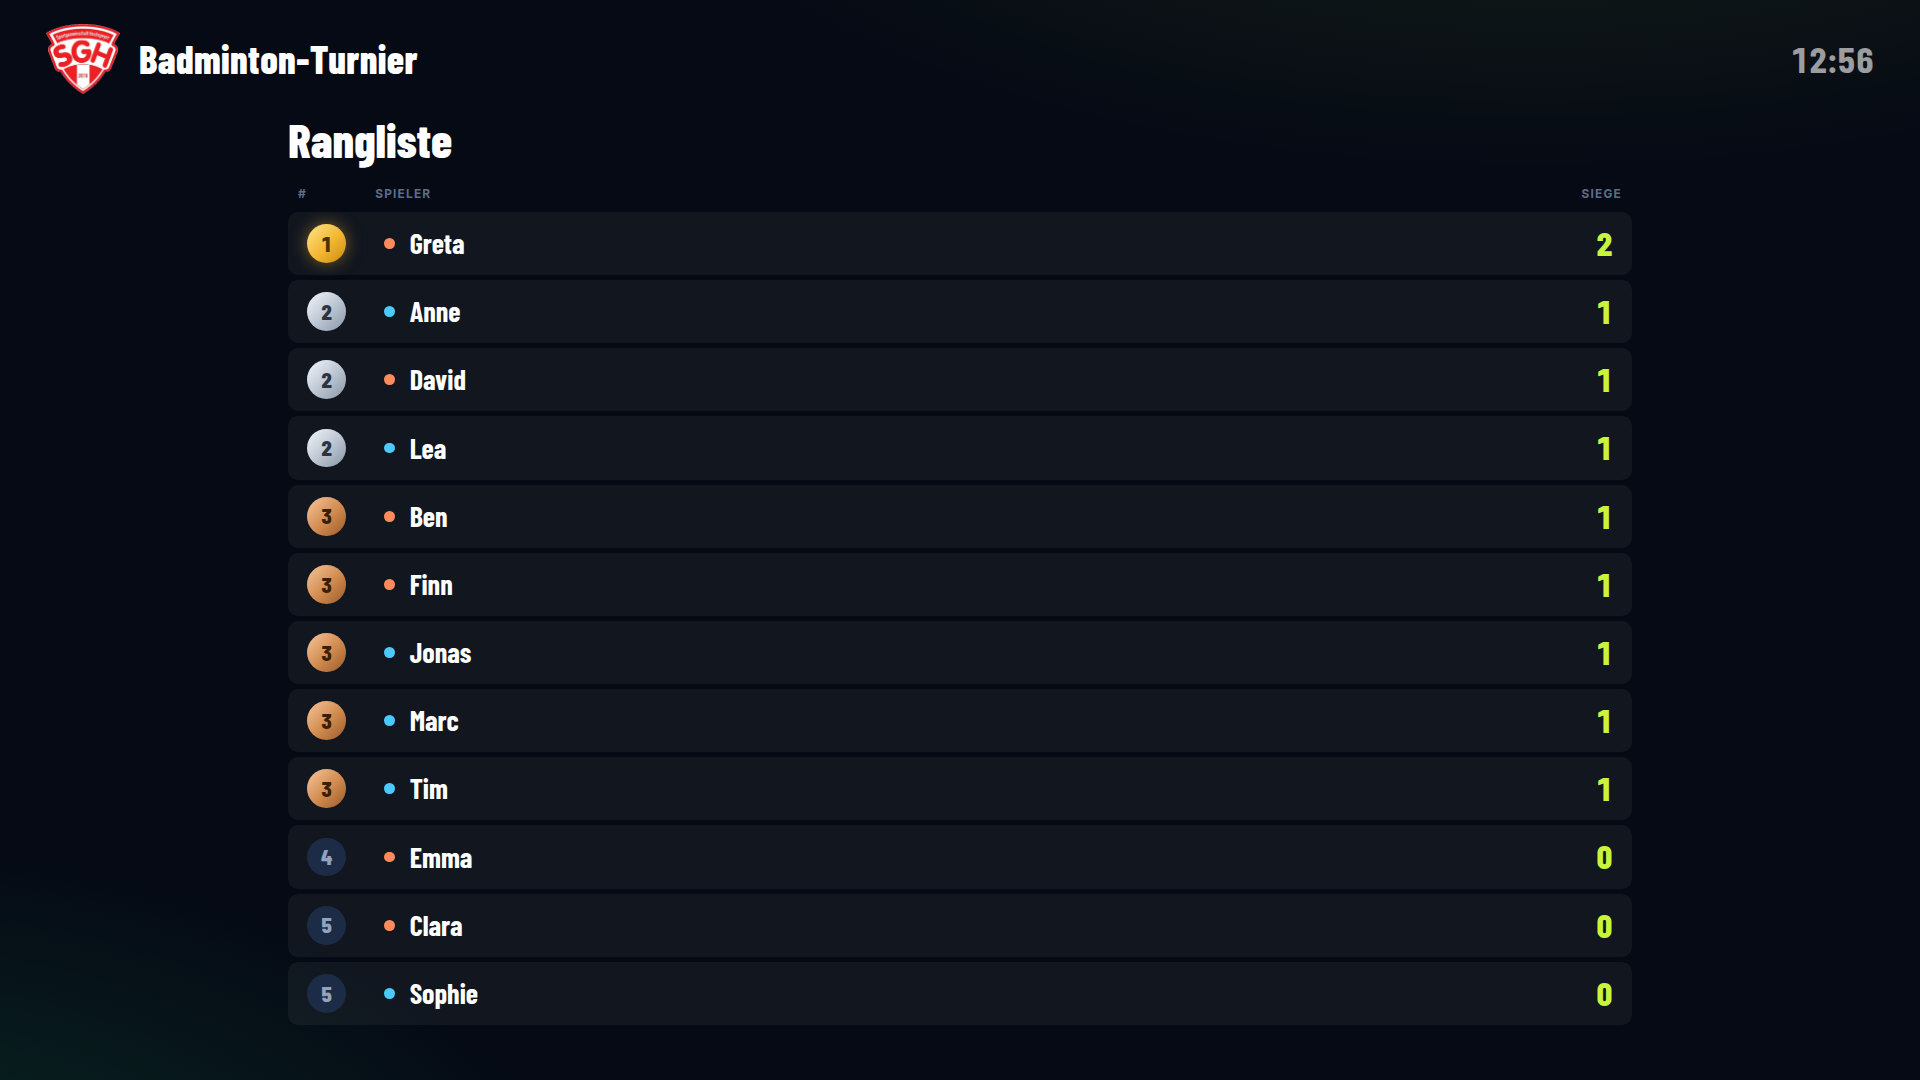 SGH
Badminton-Turnier
12:56
Rangliste
# SPIELER SIEGE
1 Greta 2
2 Anne 1
2 David 1
2 Lea 1
3 Ben 1
3 Finn 1
3 Jonas 1
3 Marc 1
3 Tim 1
4 Emma 0
5 Clara 0
5 Sophie 0